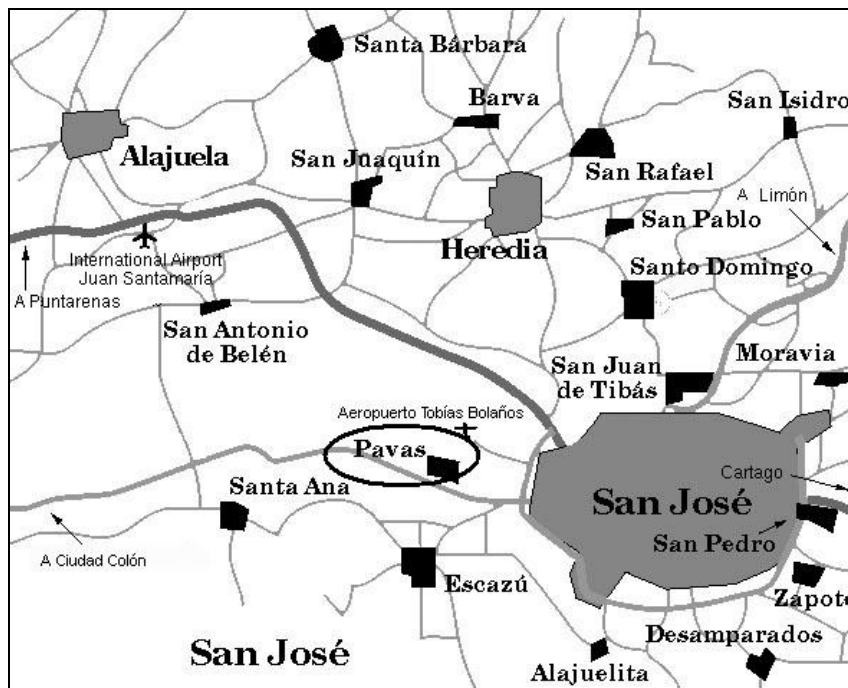 Santa Bárbara
Barva
San Isidro
Alajuela
San Juaquín
San Rafael
A Limón
San Pablo
Heredia
International Airport
Juan Santamaría
Santo Domingo
A Puntarenas
San Antonio
de Belén
San Juan
de Tibás
Moravia
Aeropuerto Tobías Bolaños
Pavas
Cartago
Santa Ana
San José
San Pedro
A Ciudad Colón
Escazú
Zapote
San José
Desamparados
Alajuelita